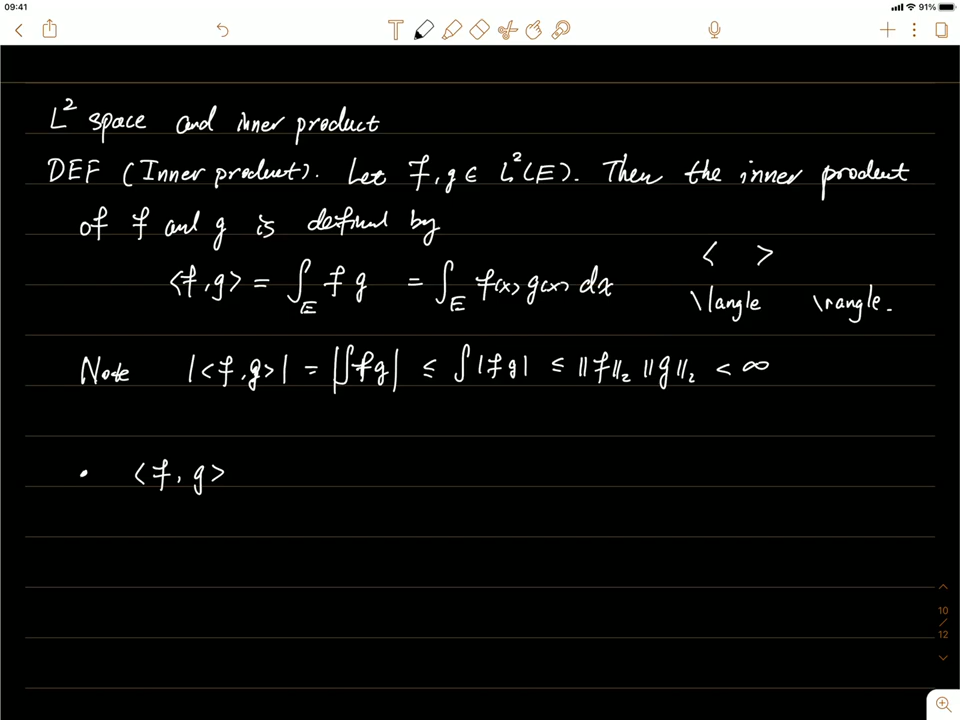 09:41
91%
T
L² space and inner product
DEF (Inner product). Let f, g ∈ L²(E). Then the inner product
of f and g is defined by
<f, g> = ∫_E f g = ∫_E f(x) g(x) dx
< >
\langle \rangle.
Note |<f, g>| = |∫fg| ≤ ∫|fg| ≤ ||f||₂ ||g||₂ < ∞
• <f, g>
10
/
12